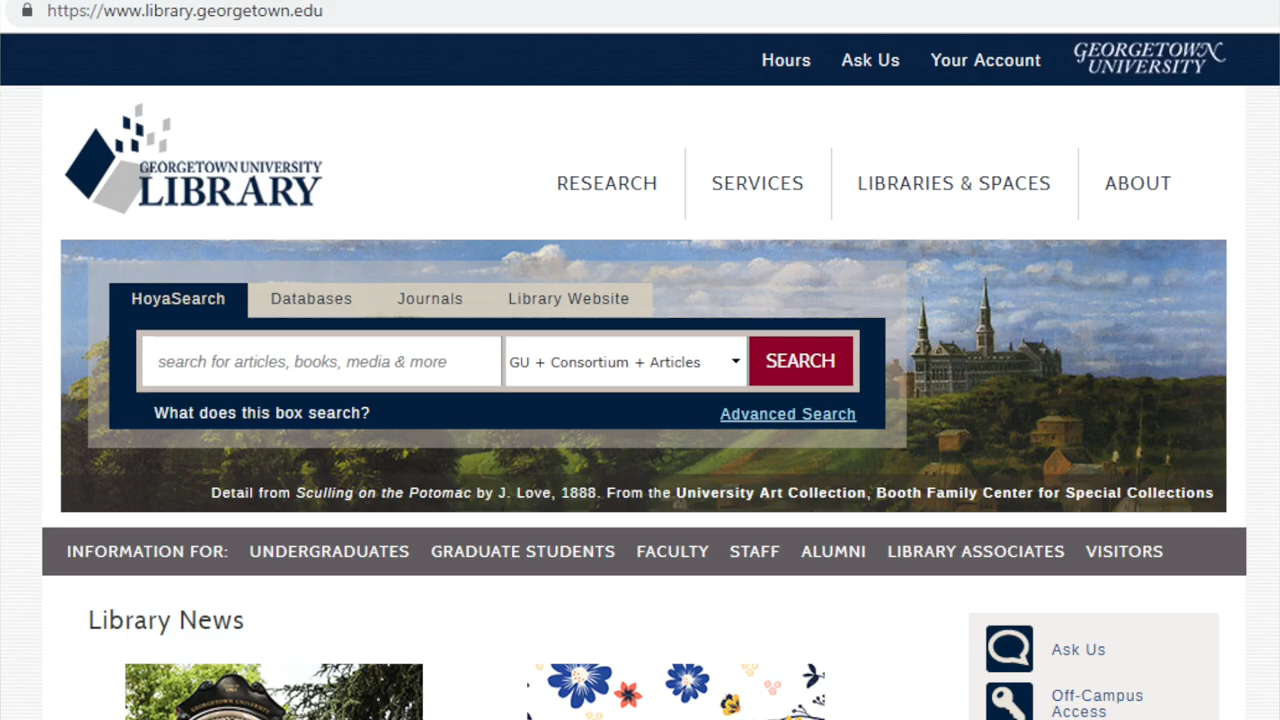 https://www.library.georgetown.edu
Hours Ask Us Your Account GEORGETOWN UNIVERSITY
GEORGETOWN UNIVERSITY
LIBRARY
RESEARCH SERVICES LIBRARIES & SPACES ABOUT
HoyaSearch Databases Journals Library Website
search for articles, books, media & more GU + Consortium + Articles SEARCH
What does this box search? Advanced Search
Detail from Sculling on the Potomac by J. Love, 1888. From the University Art Collection, Booth Family Center for Special Collections
INFORMATION FOR: UNDERGRADUATES GRADUATE STUDENTS FACULTY STAFF ALUMNI LIBRARY ASSOCIATES VISITORS
Library News
Ask Us
Off-Campus
Access
GEORGETOWN UNIVERSITY